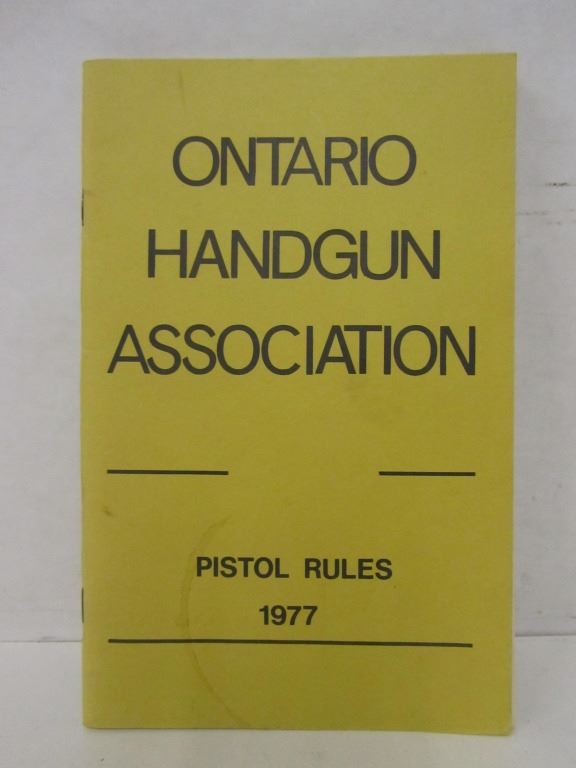 ONTARIO
HANDGUN
ASSOCIATION
PISTOL RULES
1977